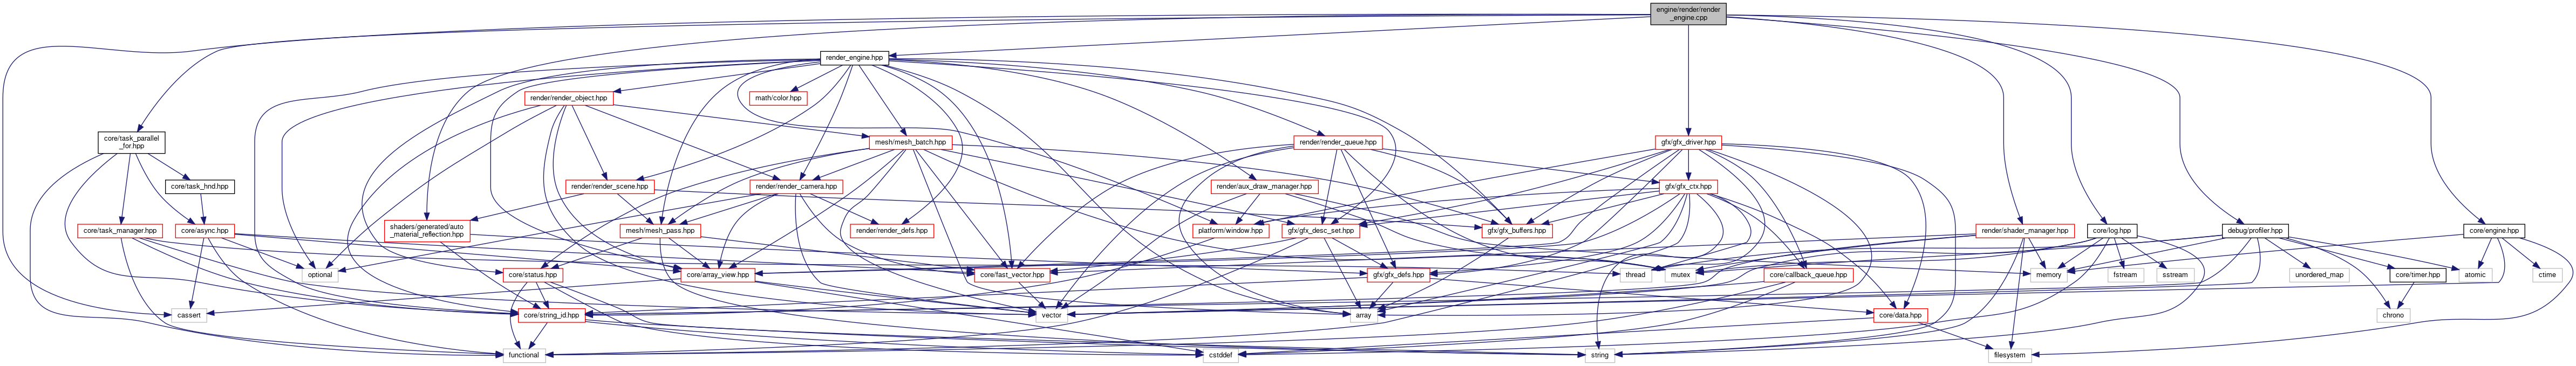 engine/render/render
_engine.cpp
render_engine.hpp
render/render_object.hpp
math/color.hpp
core/task_parallel
_for.hpp
mesh/mesh_batch.hpp
render/render_queue.hpp
gfx/gfx_driver.hpp
core/task_hnd.hpp
render/render_scene.hpp
render/render_camera.hpp
render/aux_draw_manager.hpp
gfx/gfx_ctx.hpp
core/task_manager.hpp
core/async.hpp
shaders/generated/auto
_material_reflection.hpp
mesh/mesh_pass.hpp
render/render_defs.hpp
platform/window.hpp
gfx/gfx_desc_set.hpp
gfx/gfx_buffers.hpp
render/shader_manager.hpp
core/log.hpp
debug/profiler.hpp
core/engine.hpp
optional
core/status.hpp
core/array_view.hpp
core/fast_vector.hpp
gfx/gfx_defs.hpp
thread
mutex
core/callback_queue.hpp
memory
fstream
sstream
unordered_map
core/timer.hpp
atomic
ctime
cassert
core/string_id.hpp
vector
array
core/data.hpp
chrono
functional
cstddef
string
filesystem